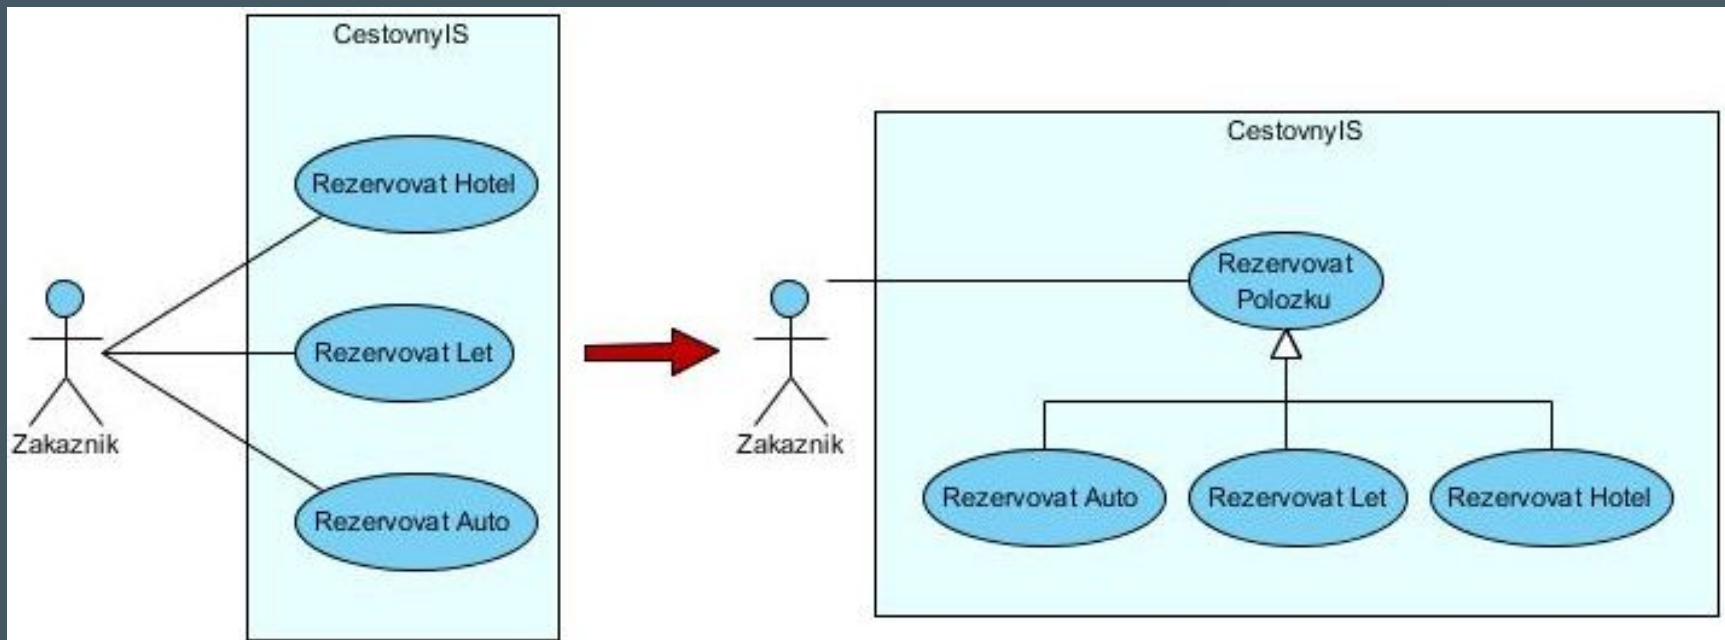 CestovnyIS
Rezervovat Hotel
Rezervovat Let
Rezervovat Auto
Zakaznik
CestovnyIS
Rezervovat
Polozku
Zakaznik
Rezervovat Auto
Rezervovat Let
Rezervovat Hotel